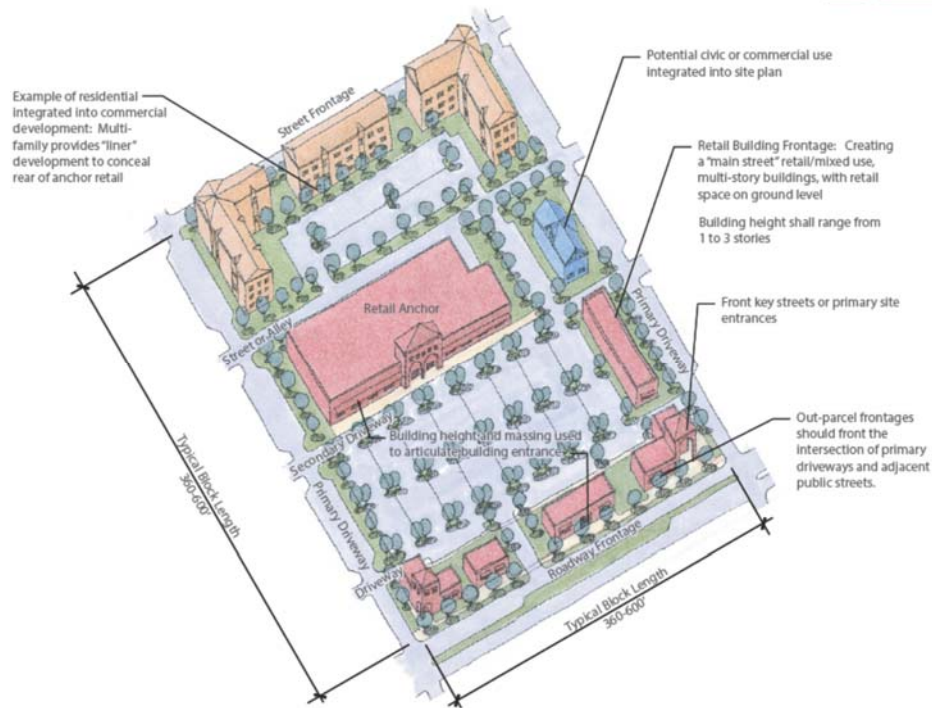 Potential civic or commercial use
integrated into site plan
Example of residential
integrated into commercial
development: Multi-
family provides "liner"
development to conceal
rear of anchor retail
Street Frontage
Retail Building Frontage: Creating
a "main street" retail/mixed use,
multi-story buildings, with retail
space on ground level
Building height shall range from
1 to 3 stories
Retail Anchor
Street or Alley
Primary Driveway
Front key streets or primary site
entrances
Secondary Driveway
Building height and massing used
to articulate building entrance
Out-parcel frontages
should front the
intersection of primary
driveways and adjacent
public streets.
Typical Block Length
360-600'
Primary Driveway
Driveway
Roadway Frontage
Typical Block Length
360-600'